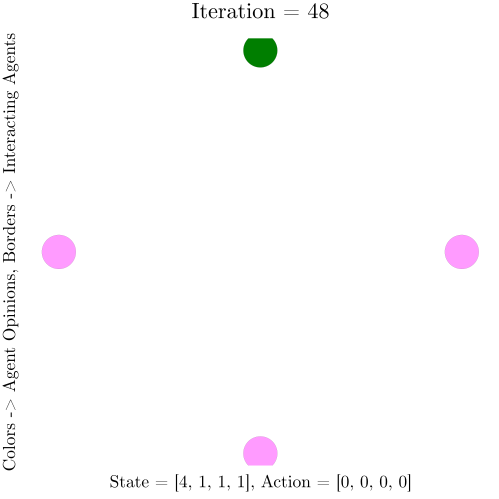 Iteration = 48
Colors -> Agent Opinions, Borders -> Interacting Agents
State = [4, 1, 1, 1], Action = [0, 0, 0, 0]